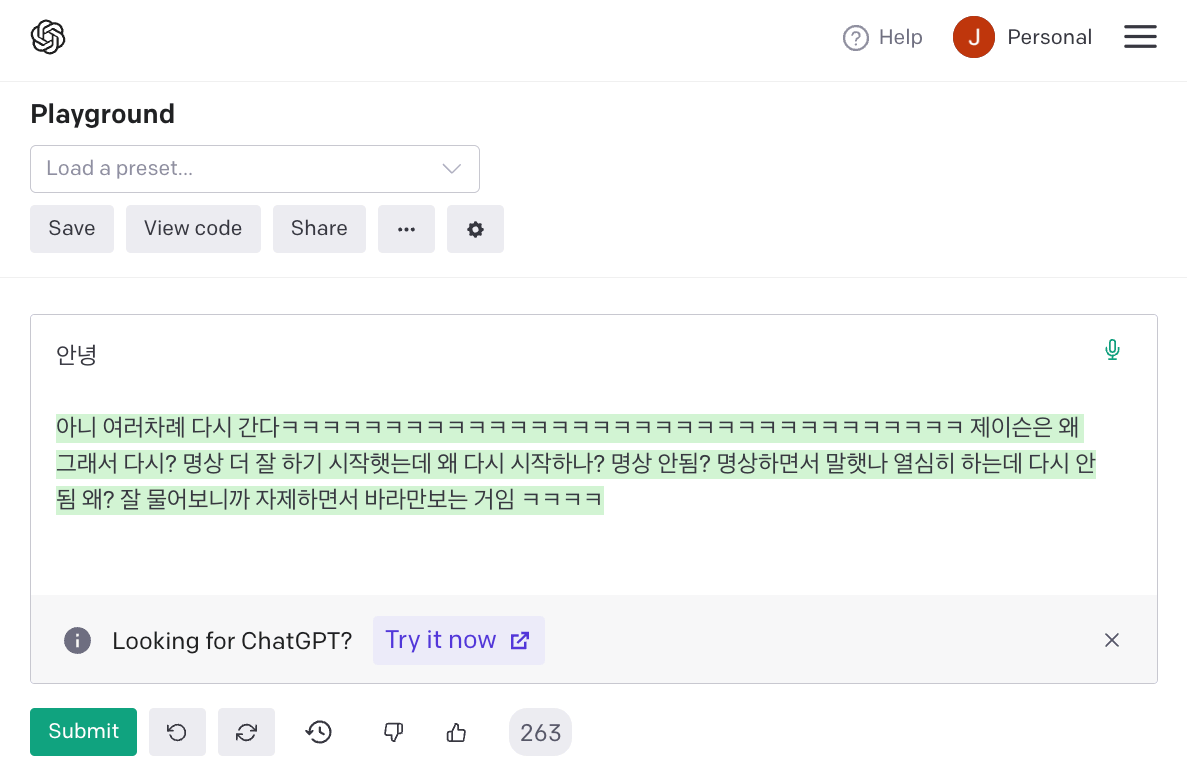 Help
J
Personal
Playground
Load a preset...
Save
View code
Share
...
안녕
아니 여러차례 다시 간다ㅋㅋㅋㅋㅋㅋㅋㅋㅋㅋㅋㅋㅋㅋㅋㅋㅋㅋㅋㅋㅋㅋㅋㅋㅋㅋㅋㅋㅋㅋㅋㅋㅋ 제이슨은 왜
그래서 다시? 명상 더 잘 하기 시작햇는데 왜 다시 시작하나? 명상 안됨? 명상하면서 말햇나 열심히 하는데 다시 안
됨 왜? 잘 물어보니까 자제하면서 바라만보는 거임 ㅋㅋㅋㅋ
Looking for ChatGPT?
Try it now
Submit
263